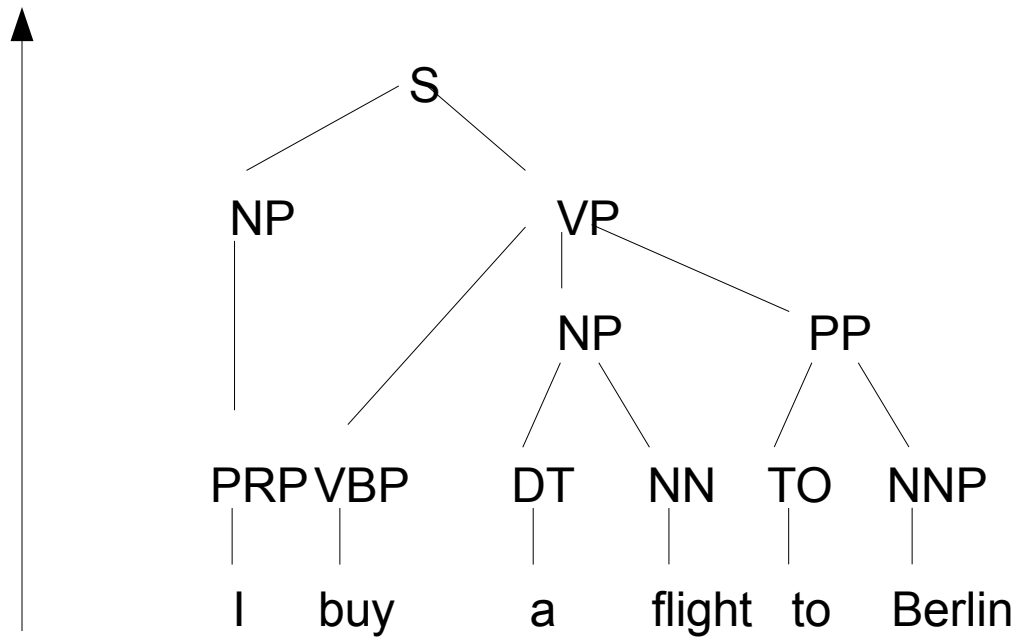 S
NP VP
NP PP
PRP VBP DT NN TO NNP
I buy a flight to Berlin